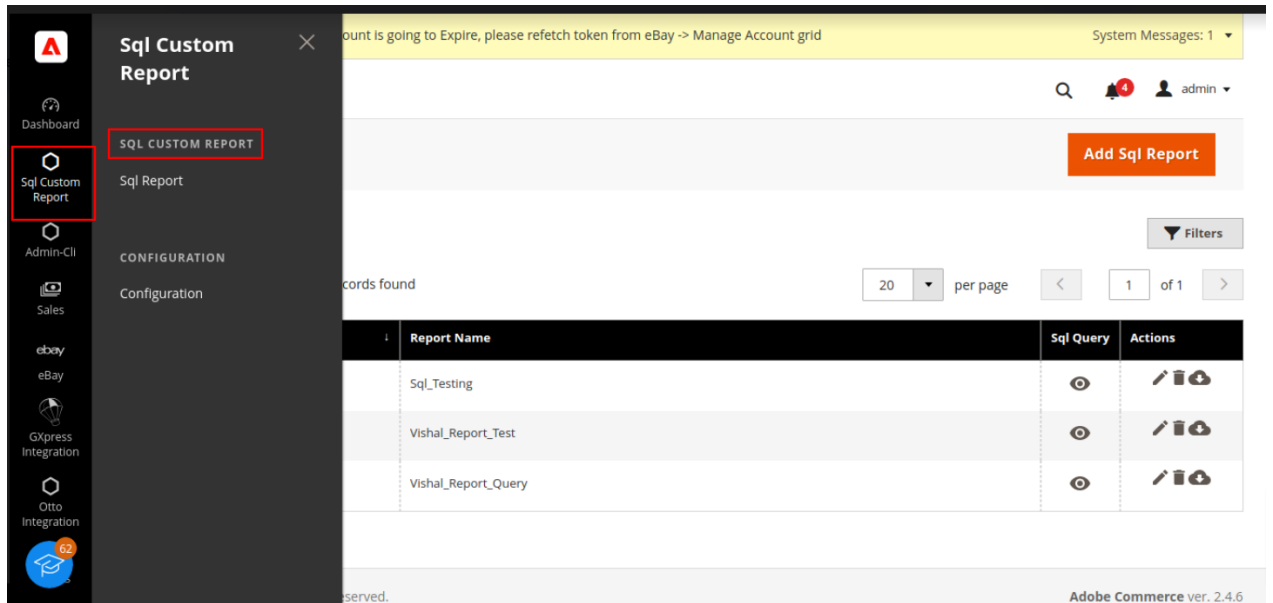 ount is going to Expire, please refetch token from eBay -> Manage Account grid
System Messages: 1
4
admin
Dashboard
Sql Custom
Report
Admin-Cli
Sales
ebay
eBay
GXpress
Integration
Otto
Integration
62
Sql Custom
Report
SQL CUSTOM REPORT
Sql Report
CONFIGURATION
Configuration
Add Sql Report
Filters
cords found
20
per page
1
of 1
↓ Report Name
Sql Query
Actions
Sql_Testing
Vishal_Report_Test
Vishal_Report_Query
served.
Adobe Commerce ver. 2.4.6